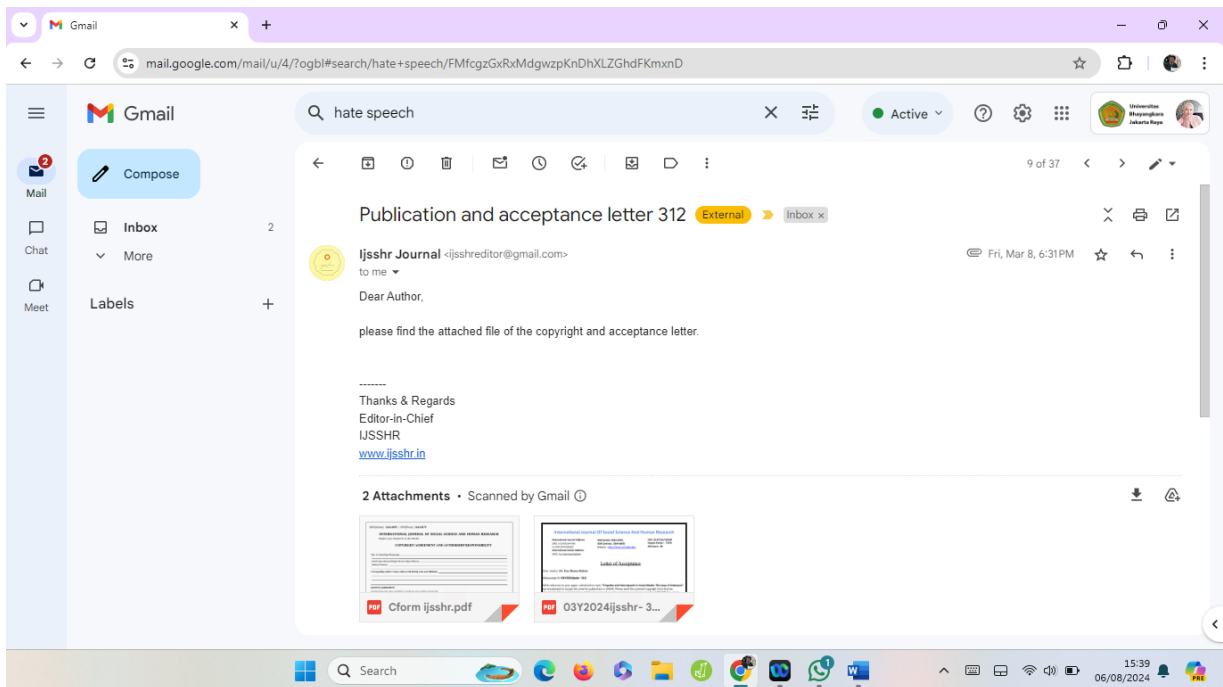 Gmail
mail.google.com/mail/u/4/?ogbl#search/hate+speech/FMfcgzGxRxMdgwzpKnDhXLZGhdFKmxnD
Gmail
hate speech
Active
Universitas
Bhayangkara
Jakarta Raya
2
Mail
Compose
9 of 37
Chat
Inbox 2
More
Meet
Labels
Publication and acceptance letter 312 External Inbox x
Ijsshr Journal <ijsshreditor@gmail.com> Fri, Mar 8, 6:31 PM
to me
Dear Author,
please find the attached file of the copyright and acceptance letter.
-------
Thanks & Regards
Editor-in-Chief
IJSSHR
www.ijsshr.in
2 Attachments • Scanned by Gmail
INTERNATIONAL JOURNAL OF SOCIAL SCIENCE AND HUMAN RESEARCH
COPYRIGHT AGREEMENT AND AUTHORSHIP RESPONSIBILITY
International Journal Of Social Science And Human Research
Letter of Acceptance
PDF Cform ijsshr.pdf
PDF 03Y2024ijsshr- 3...
Search
1
15:39
06/08/2024
PRE